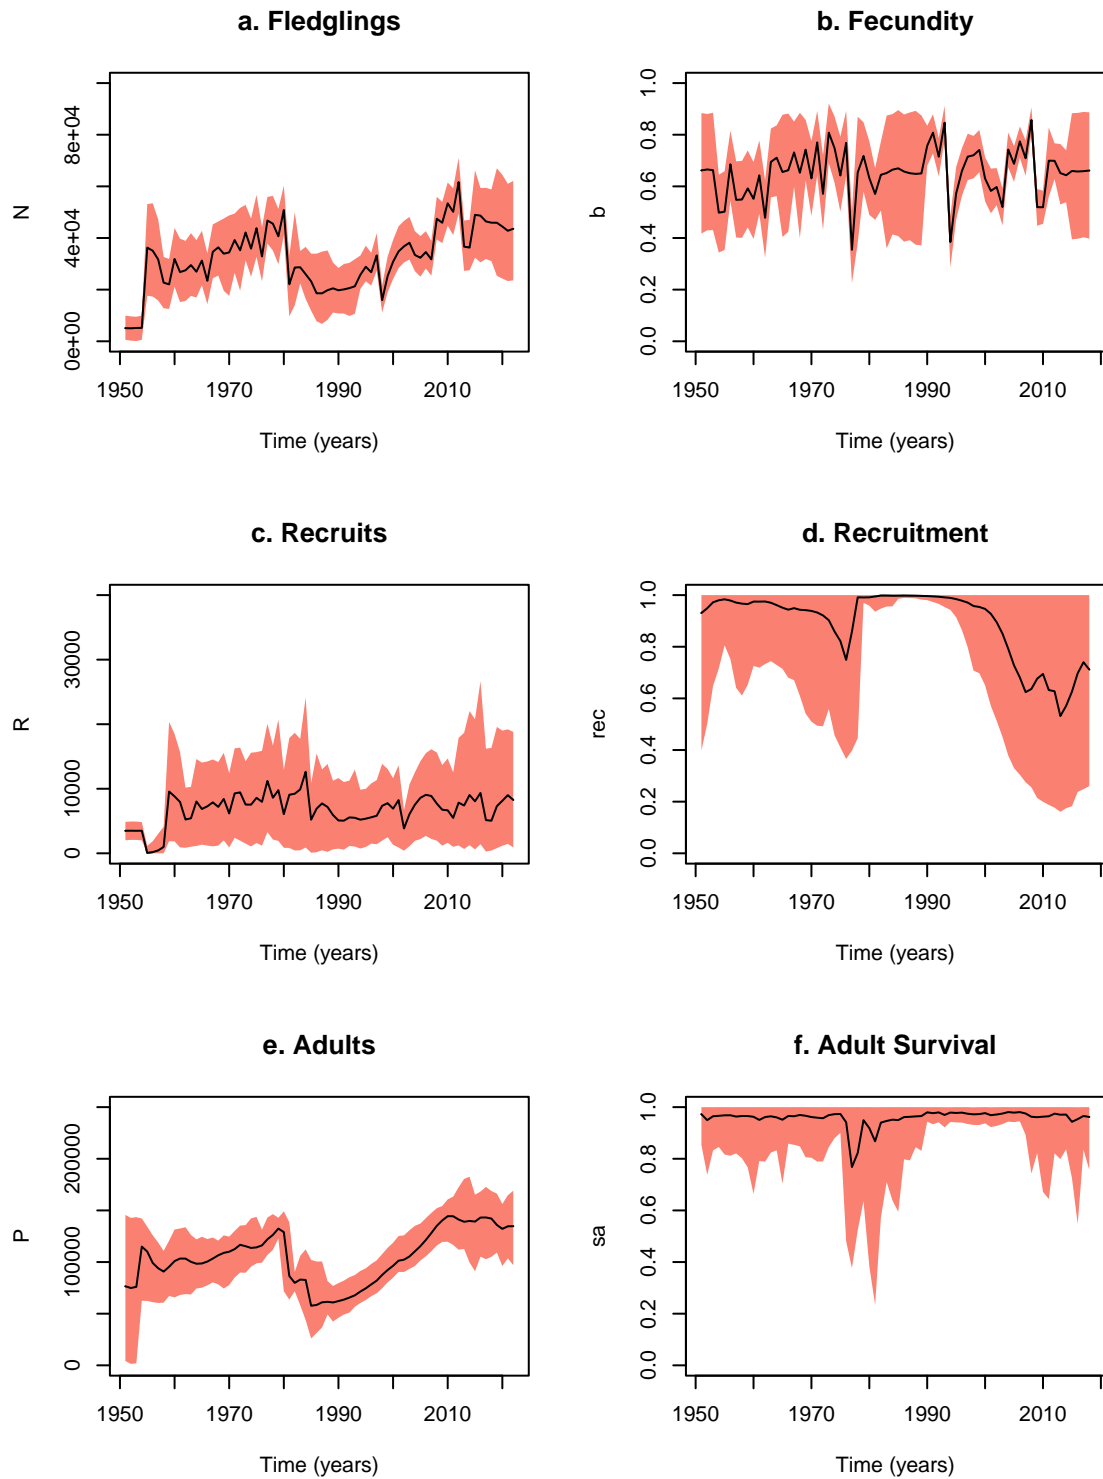 a. Fledglings
N
0e+00 4e+04 8e+04
1950 1970 1990 2010
Time (years)
b. Fecundity
b
0.0 0.2 0.4 0.6 0.8 1.0
1950 1970 1990 2010
Time (years)
c. Recruits
R
0 10000 30000
1950 1970 1990 2010
Time (years)
d. Recruitment
rec
0.0 0.2 0.4 0.6 0.8 1.0
1950 1970 1990 2010
Time (years)
e. Adults
P
0 100000 200000
1950 1970 1990 2010
Time (years)
f. Adult Survival
sa
0.0 0.2 0.4 0.6 0.8 1.0
1950 1970 1990 2010
Time (years)